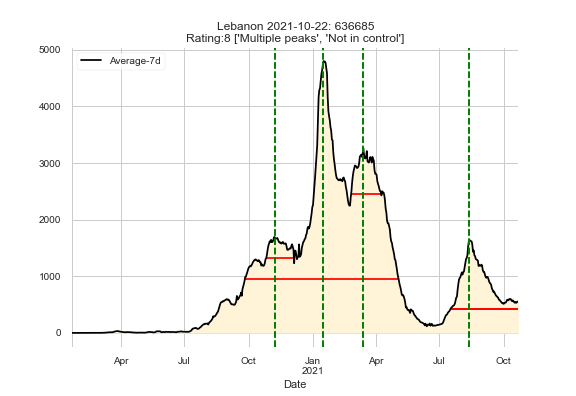 Lebanon 2021-10-22: 636685
Rating:8 ['Multiple peaks', 'Not in control']
Average-7d
5000
4000
3000
2000
1000
0
Apr
Jul
Oct
Jan
2021
Apr
Jul
Oct
Date